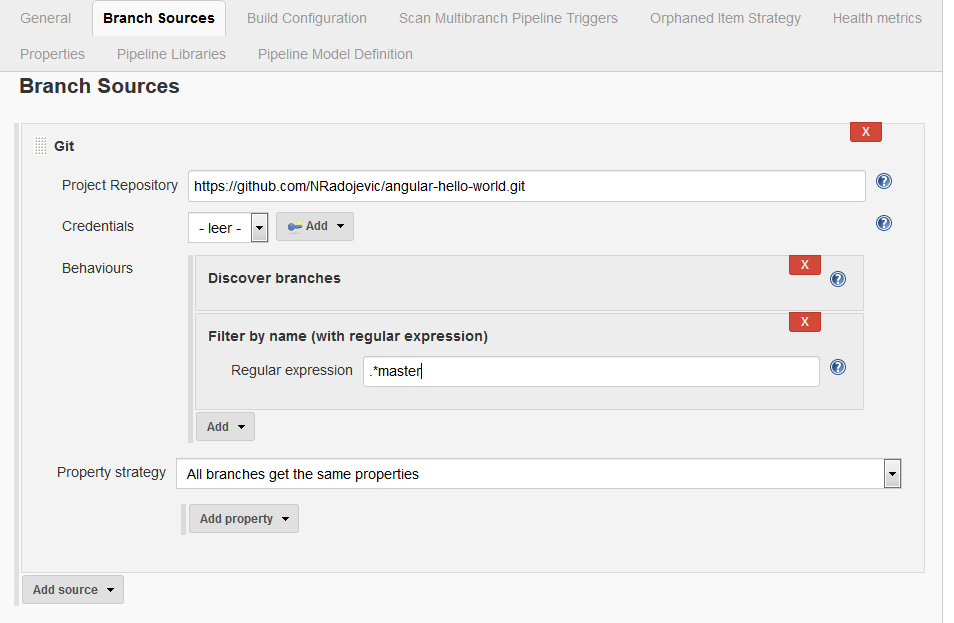 General Branch Sources Build Configuration Scan Multibranch Pipeline Triggers Orphaned Item Strategy Health metrics
Properties Pipeline Libraries Pipeline Model Definition
Branch Sources
X
Git
Project Repository https://github.com/NRadojevic/angular-hello-world.git ?
Credentials - leer - Add ?
Behaviours
X
Discover branches ?
X
Filter by name (with regular expression)
Regular expression .*master ?
Add
Property strategy All branches get the same properties
Add property
Add source